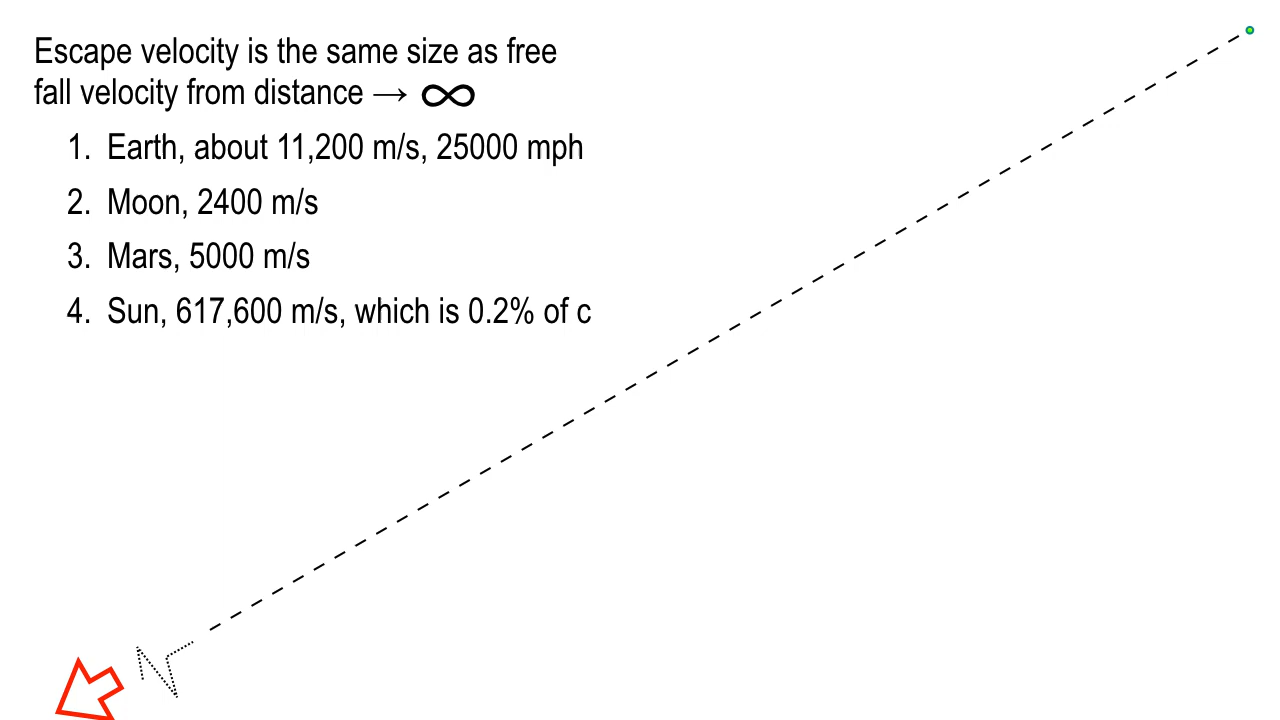 Escape velocity is the same size as free
fall velocity from distance → ∞
1. Earth, about 11,200 m/s, 25000 mph
2. Moon, 2400 m/s
3. Mars, 5000 m/s
4. Sun, 617,600 m/s, which is 0.2% of c